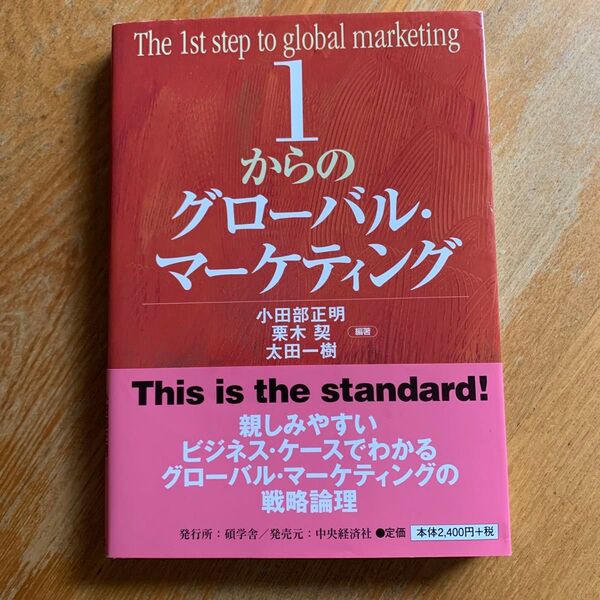 The 1st step to global marketing
1
からの
グローバル・
マーケティング
小田部正明
栗木 契 編著
太田一樹
This is the standard!
親しみやすい
ビジネス・ケースでわかる
グローバル・マーケティングの
戦略論理
発行所：碩学舎／発売元：中央経済社 ●定価 本体2,400円+税